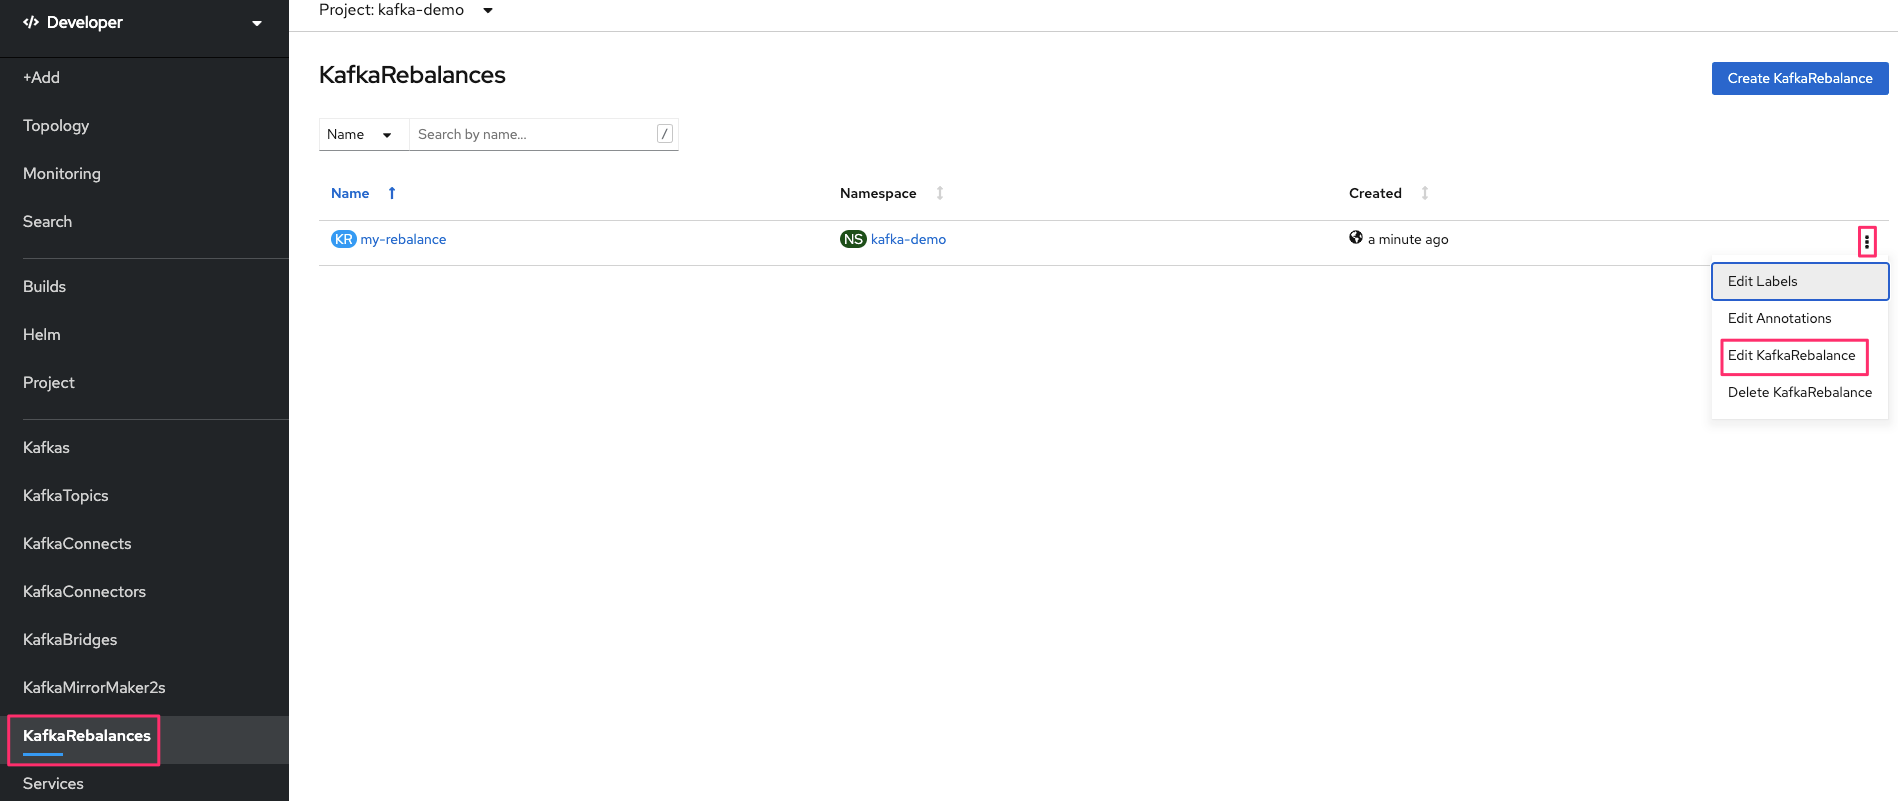 Developer
Project: kafka-demo
+Add
Topology
Monitoring
Search
Builds
Helm
Project
Kafkas
KafkaTopics
KafkaConnects
KafkaConnectors
KafkaBridges
KafkaMirrorMaker2s
KafkaRebalances
Services
KafkaRebalances
Create KafkaRebalance
Name Search by name... /
Name Namespace Created
KR my-rebalance NS kafka-demo a minute ago
Edit Labels
Edit Annotations
Edit KafkaRebalance
Delete KafkaRebalance